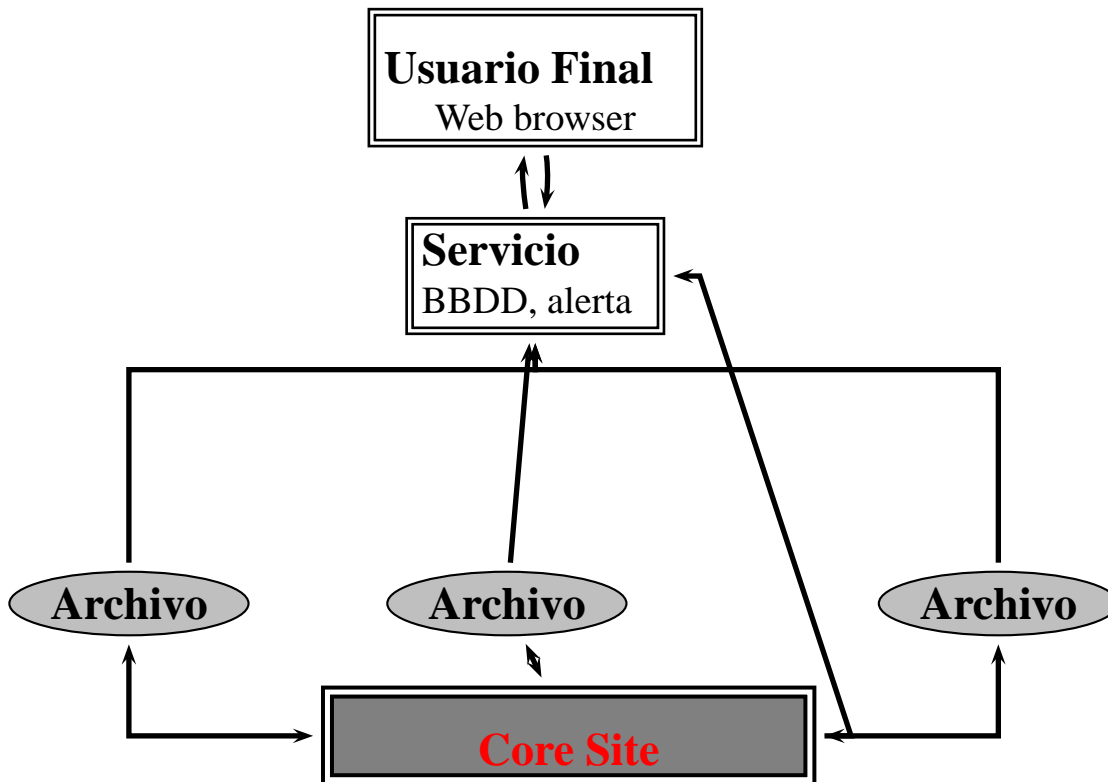 Usuario Final
Web browser
Servicio
BBDD, alerta
Archivo
Archivo
Archivo
Core Site